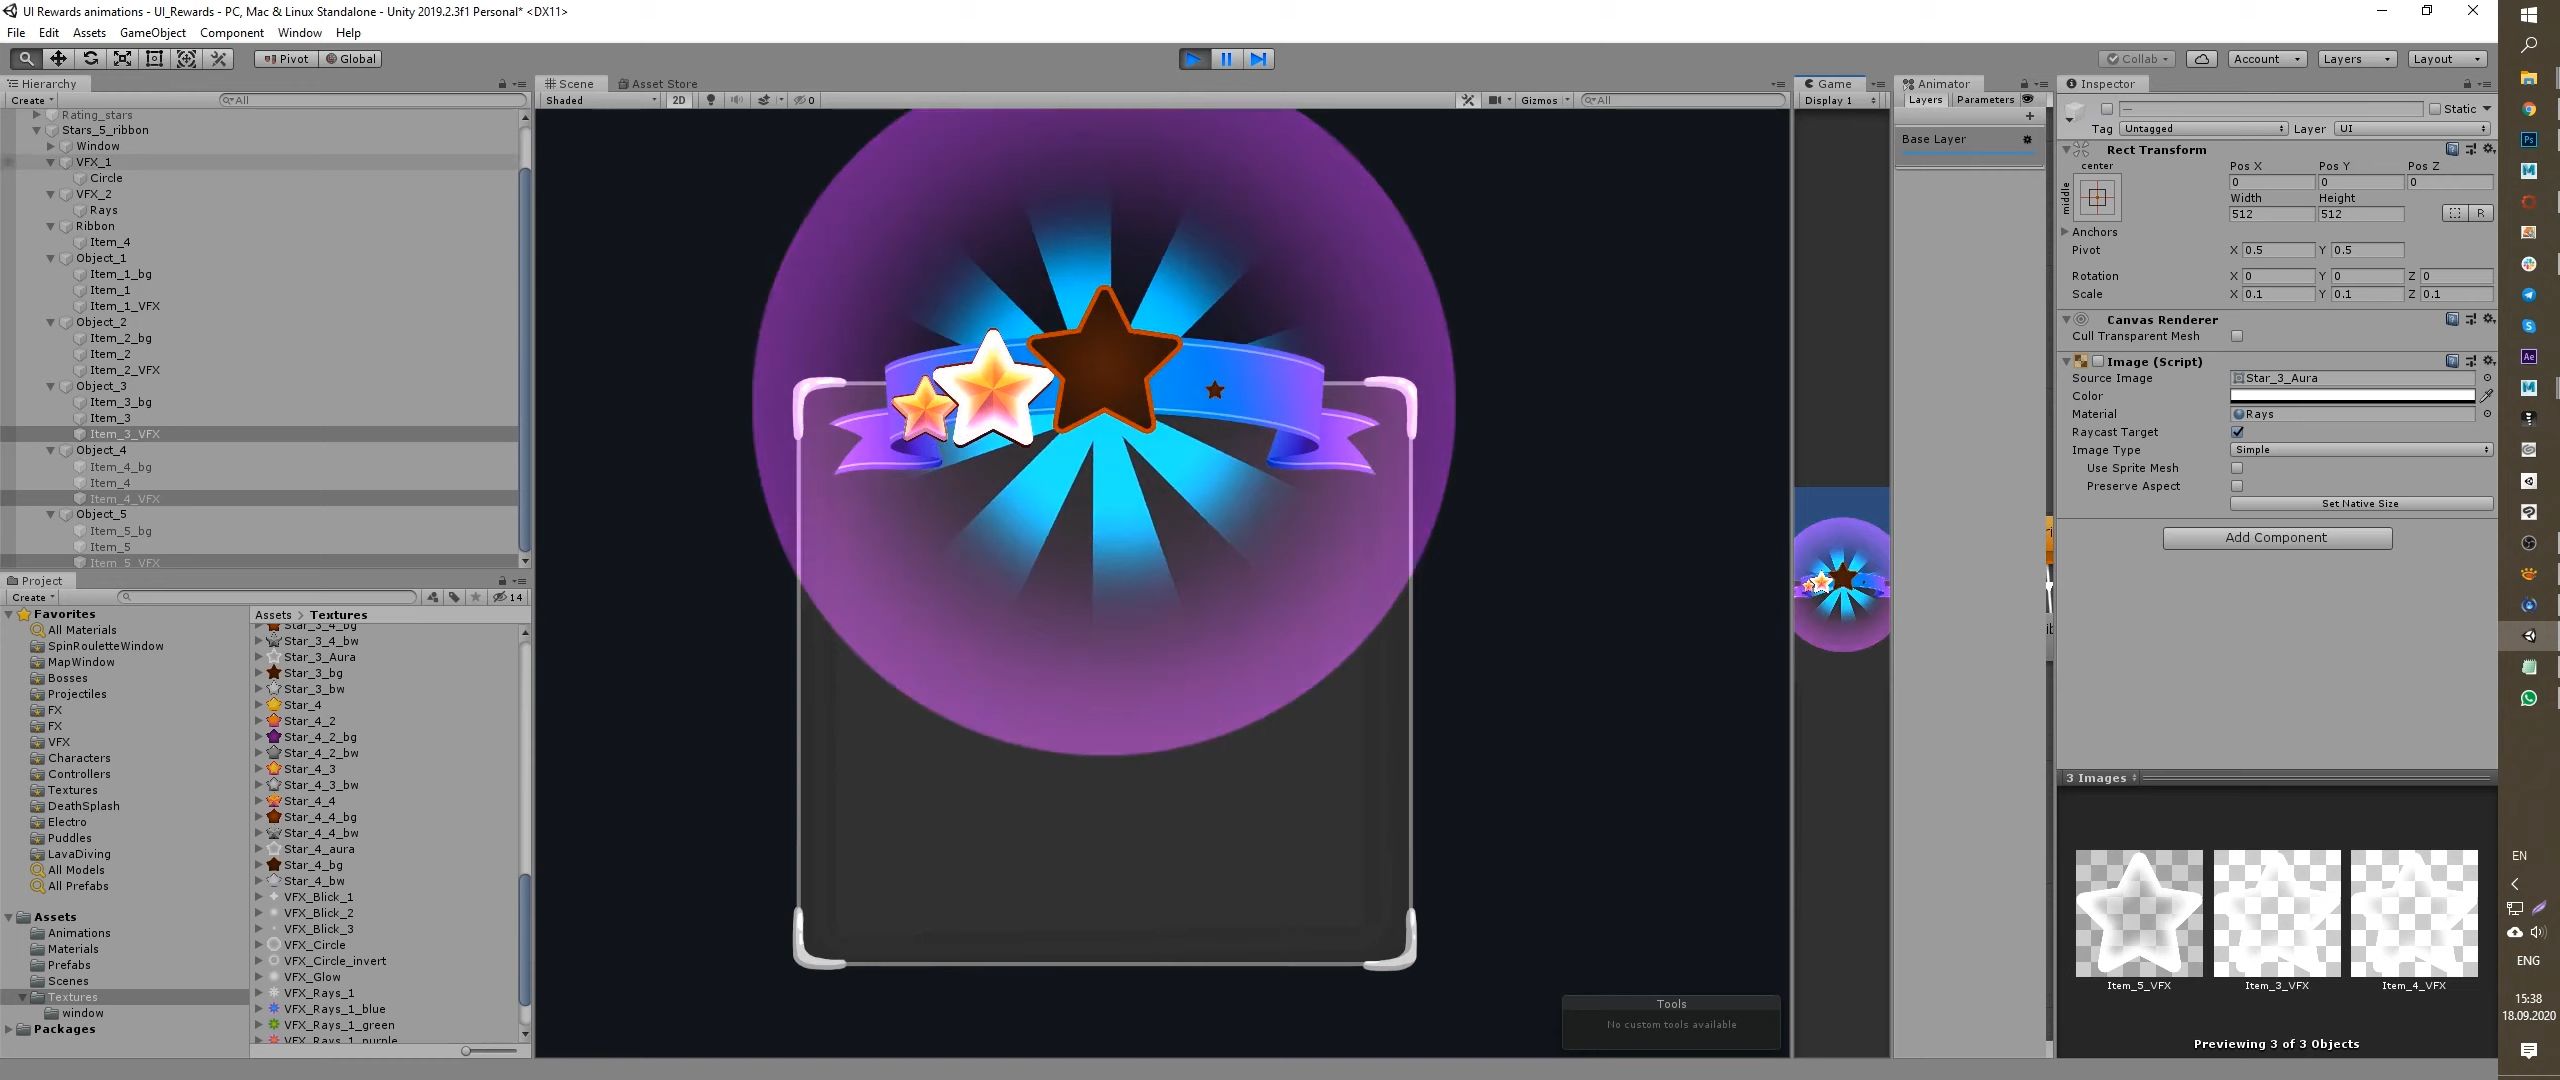 UI Rewards animations - UI_Rewards - PC, Mac & Linux Standalone - Unity 2019.2.3f1 Personal* <DX11>
File Edit Assets GameObject Component Window Help
Pivot Global Collab Account Layers Layout
Hierarchy
Create All
Rating_stars
Stars_5_ribbon
Window
VFX_1
Circle
VFX_2
Rays
Ribbon
Item_4
Object_1
Item_1_bg
Item_1
Item_1_VFX
Object_2
Item_2_bg
Item_2
Item_2_VFX
Object_3
Item_3_bg
Item_3
Item_3_VFX
Object_4
Item_4_bg
Item_4
Item_4_VFX
Object_5
Item_5_bg
Item_5
Item_5_VFX
Project
Create 14
Favorites
All Materials
SpinRouletteWindow
MapWindow
Bosses
Projectiles
FX
FX
VFX
Characters
Controllers
Textures
DeathSplash
Electro
Puddles
LavaDiving
All Models
All Prefabs
Assets
Animations
Materials
Prefabs
Scenes
Textures
window
Packages
Assets > Textures
Star_3_4_bg
Star_3_4_bw
Star_3_Aura
Star_3_bg
Star_3_bw
Star_4
Star_4_2
Star_4_2_bg
Star_4_2_bw
Star_4_3
Star_4_3_bw
Star_4_4
Star_4_4_bg
Star_4_4_bw
Star_4_aura
Star_4_bg
Star_4_bw
VFX_Blick_1
VFX_Blick_2
VFX_Blick_3
VFX_Circle
VFX_Circle_invert
VFX_Glow
VFX_Rays_1
VFX_Rays_1_blue
VFX_Rays_1_green
VFX_Rays_1_purple
Scene Asset Store
Shaded 2D 0 Gizmos All
Tools
No custom tools available
Game
Display 1
Animator
Layers Parameters
Base Layer
Inspector
— Static
Tag Untagged Layer UI
Rect Transform
center Pos X Pos Y Pos Z
middle 0 0 0
Width Height
512 512 R
Anchors
Pivot X 0.5 Y 0.5
Rotation X 0 Y 0 Z 0
Scale X 0.1 Y 0.1 Z 0.1
Canvas Renderer
Cull Transparent Mesh
Image (Script)
Source Image Star_3_Aura
Color
Material Rays
Raycast Target
Image Type Simple
Use Sprite Mesh
Preserve Aspect
Set Native Size
Add Component
3 Images
Item_5_VFX Item_3_VFX Item_4_VFX
Previewing 3 of 3 Objects
Ps
M
S
Ae
M
EN
ENG
15:38
18.09.2020